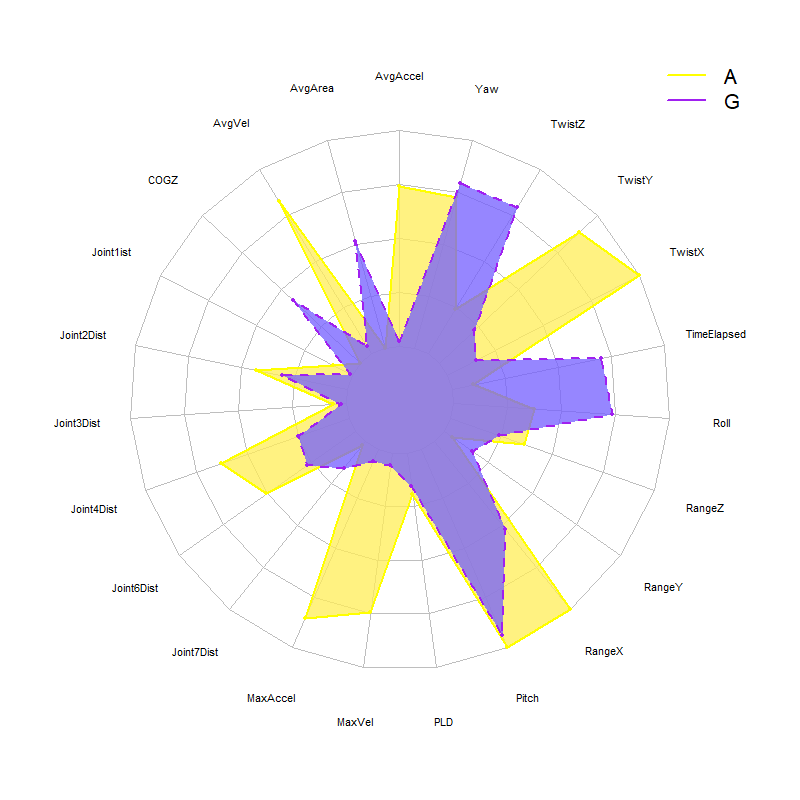 A
G
AvgAccel
Yaw
TwistZ
TwistY
TwistX
TimeElapsed
Roll
RangeZ
RangeY
RangeX
Pitch
PLD
MaxVel
MaxAccel
Joint7Dist
Joint6Dist
Joint4Dist
Joint3Dist
Joint2Dist
Joint1ist
COGZ
AvgVel
AvgArea